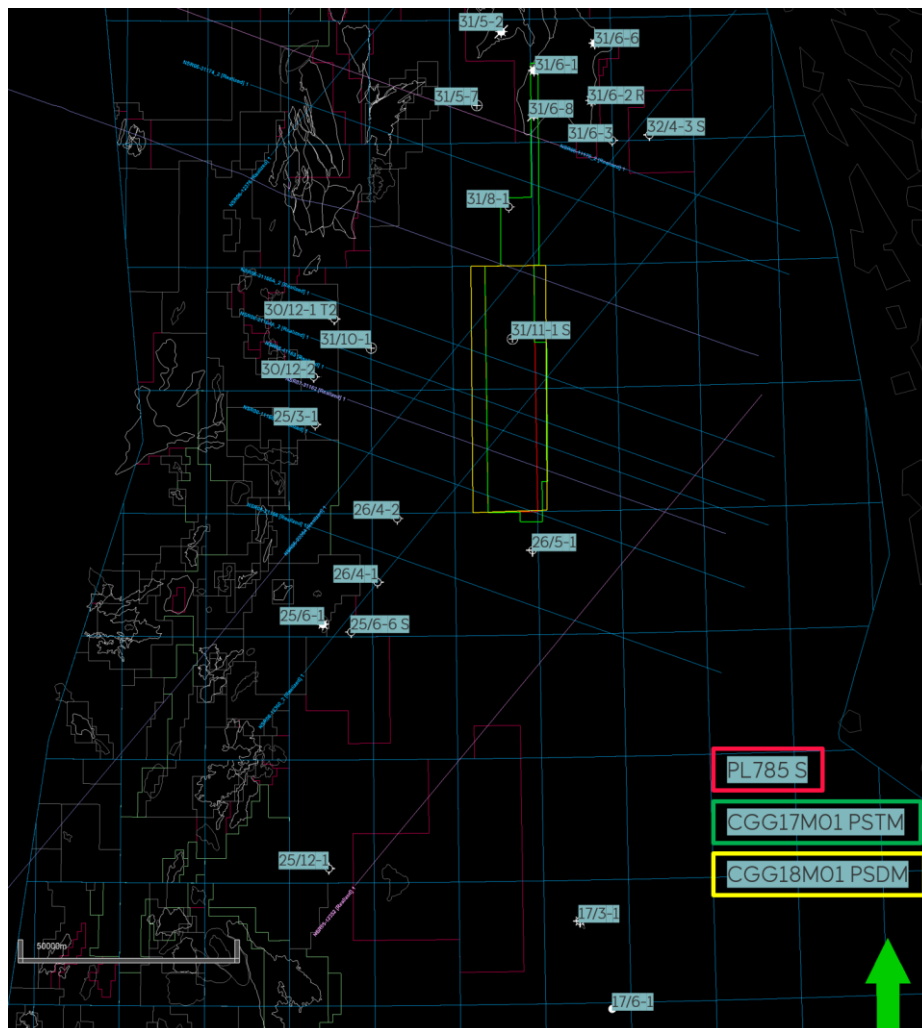 31/5-2
31/6-6
31/6-1
31/5-7
31/6-2 R
31/6-8
31/6-3
32/4-3 S
31/8-1
30/12-1 T2
31/11-1 S
31/10-1
30/12-2
25/3-1
26/4-2
26/5-1
26/4-1
25/6-1
25/6-6 S
PL785 S
CGG17M01 PSTM
CGG18M01 PSDM
25/12-1
17/3-1
50000m
17/6-1